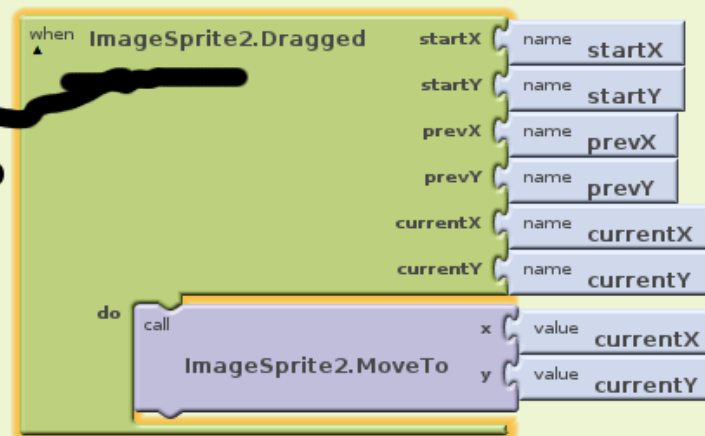 when ImageSprite2.Dragged startX name startX
startY name startY
prevX name prevX
prevY name prevY
currentX name currentX
currentY name currentY
do call ImageSprite2.MoveTo x value currentX
y value currentY